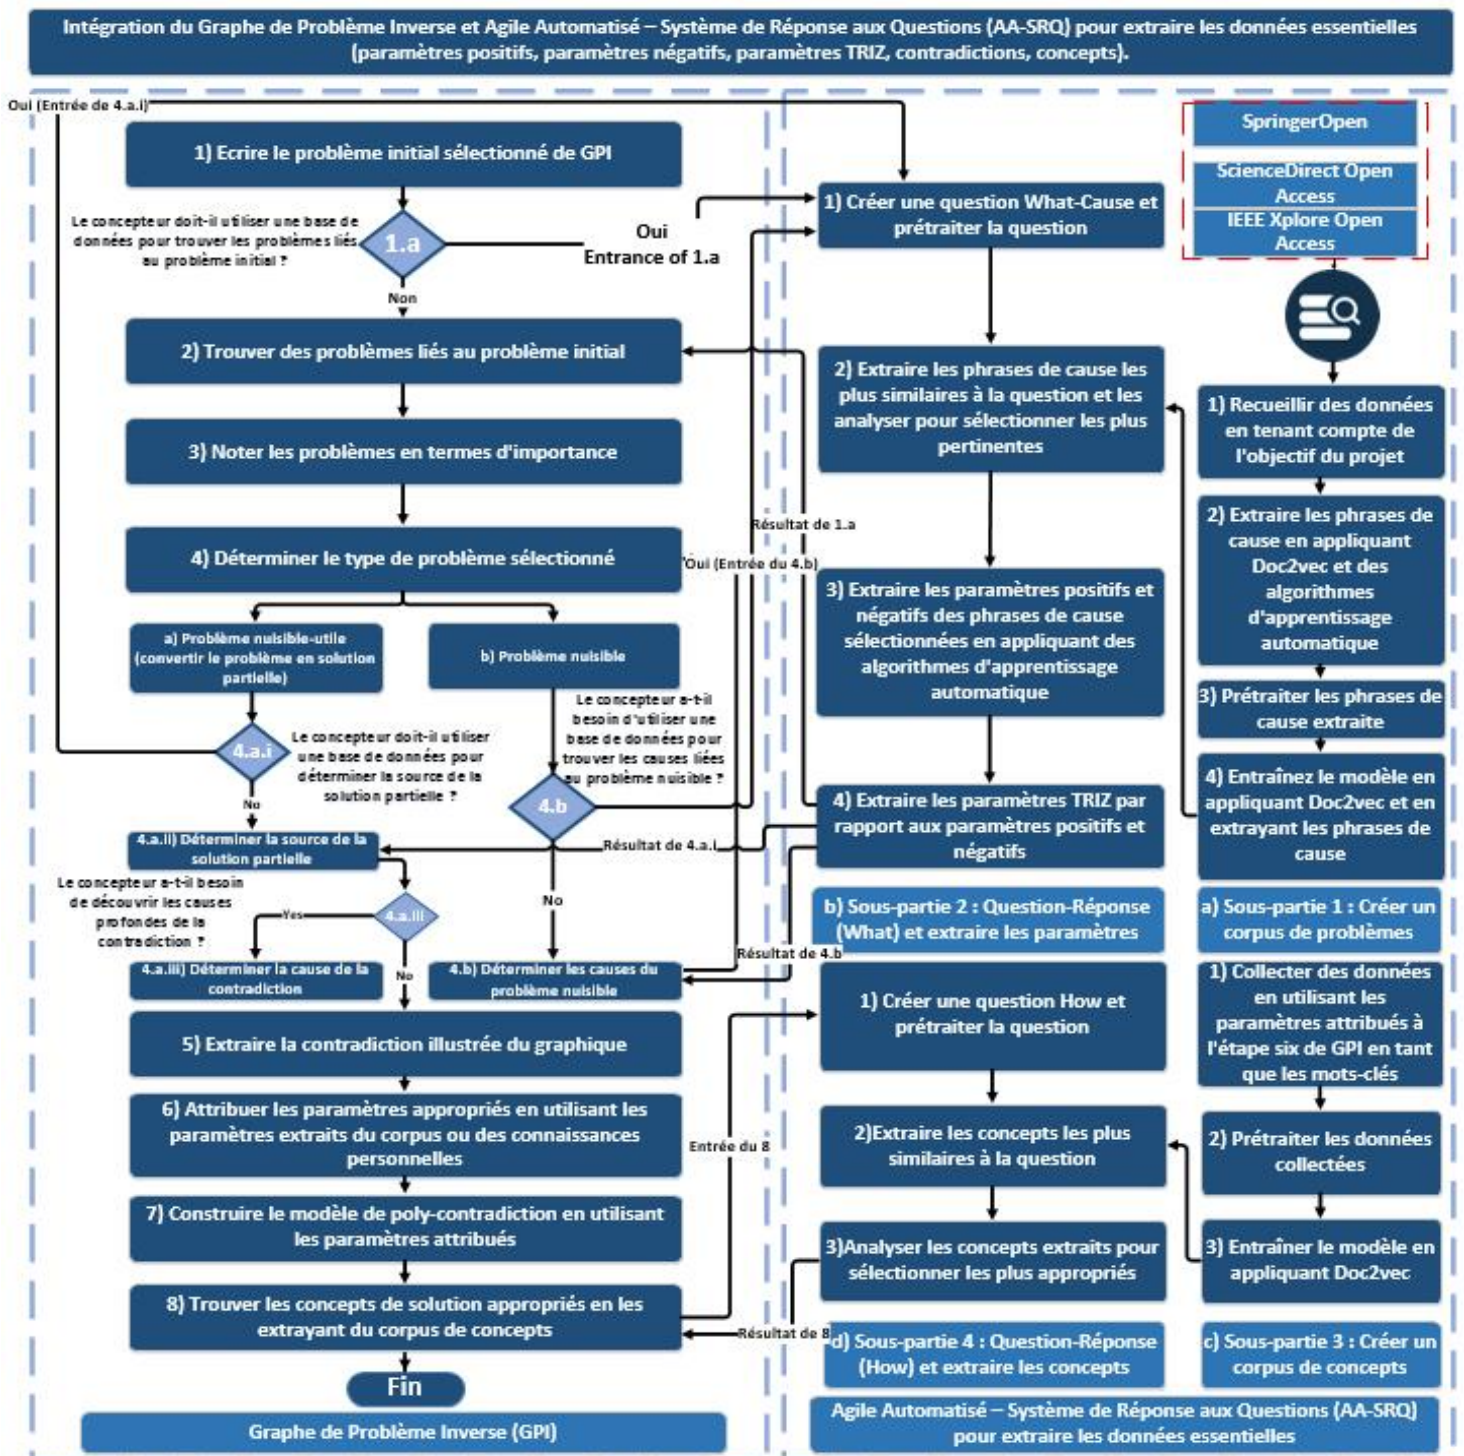 Intégration du Graphe de Problème Inverse et Agile Automatisé – Système de Réponse aux Questions (AA-SRQ) pour extraire les données essentielles
(paramètres positifs, paramètres négatifs, paramètres TRIZ, contradictions, concepts).
Oui (Entrée de 4.a.i)
1) Ecrire le problème initial sélectionné de GPI
Le concepteur doit-il utiliser une base de
données pour trouver les problèmes liés
au problème initial ?
1.a
Oui
Entrance of 1.a
Non
2) Trouver des problèmes liés au problème initial
3) Noter les problèmes en termes d'importance
4) Déterminer le type de problème sélectionné
a) Problème nuisible-utile
(convertir le problème en solution
partielle)
b) Problème nuisible
4.a.i
Le concepteur doit-il utiliser
une base de données pour
déterminer la source de la
solution partielle ?
Le concepteur a-t-il
besoin d'utiliser une
base de données pour
trouver les causes liées
au problème nuisible ?
4.b
No
4.a.ii) Déterminer la source de la
solution partielle
Le concepteur a-t-il besoin
de découvrir les causes
profondes de la
contradiction ?
Yes
4.a.iii
No
No
4.a.iii) Déterminer la cause de la
contradiction
4.b) Déterminer les causes du
problème nuisible
5) Extraire la contradiction illustrée du graphique
6) Attribuer les paramètres appropriés en utilisant les
paramètres extraits du corpus ou des connaissances
personnelles
7) Construire le modèle de poly-contradiction en utilisant
les paramètres attribués
8) Trouver les concepts de solution appropriés en les
extrayant du corpus de concepts
Fin
Graphe de Problème Inverse (GPI)
Résultat de 1.a
'Oui (Entrée du 4.b)
Résultat de 4.a.i
Résultat de 4.b
Entrée du 8
Résultat de 8
1) Créer une question What-Cause et
prétraiter la question
2) Extraire les phrases de cause les
plus similaires à la question et les
analyser pour sélectionner les plus
pertinentes
3) Extraire les paramètres positifs et
négatifs des phrases de cause
sélectionnées en appliquant des
algorithmes d'apprentissage
automatique
4) Extraire les paramètres TRIZ par
rapport aux paramètres positifs et
négatifs
b) Sous-partie 2 : Question-Réponse
(What) et extraire les paramètres
1) Créer une question How et
prétraiter la question
2)Extraire les concepts les plus
similaires à la question
3)Analyser les concepts extraits pour
sélectionner les plus appropriés
d) Sous-partie 4 : Question-Réponse
(How) et extraire les concepts
SpringerOpen
ScienceDirect Open
Access
IEEE Xplore Open
Access
1) Recueillir des données
en tenant compte de
l'objectif du projet
2) Extraire les phrases de
cause en appliquant
Doc2vec et des
algorithmes
d'apprentissage
automatique
3) Prétraiter les phrases de
cause extraite
4) Entraînez le modèle en
appliquant Doc2vec et en
extrayant les phrases de
cause
a) Sous-partie 1 : Créer un
corpus de problèmes
1) Collecter des données
en utilisant les
paramètres attribués à
l'étape six de GPI en tant
que les mots-clés
2) Prétraiter les données
collectées
3) Entraîner le modèle en
appliquant Doc2vec
c) Sous-partie 3 : Créer un
corpus de concepts
Agile Automatisé – Système de Réponse aux Questions (AA-SRQ)
pour extraire les données essentielles